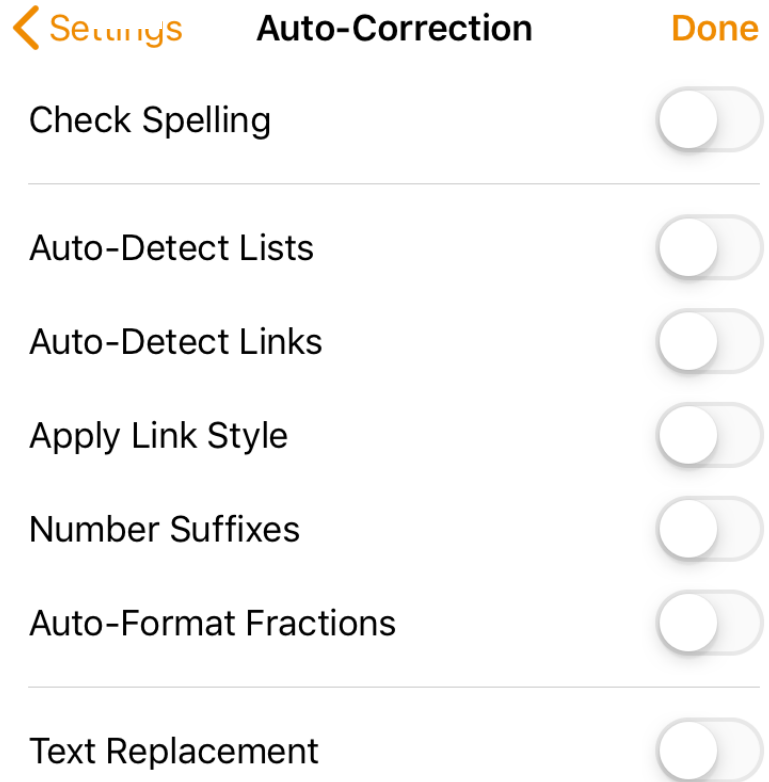 Settings Auto-Correction Done
Check Spelling
Auto-Detect Lists
Auto-Detect Links
Apply Link Style
Number Suffixes
Auto-Format Fractions
Text Replacement